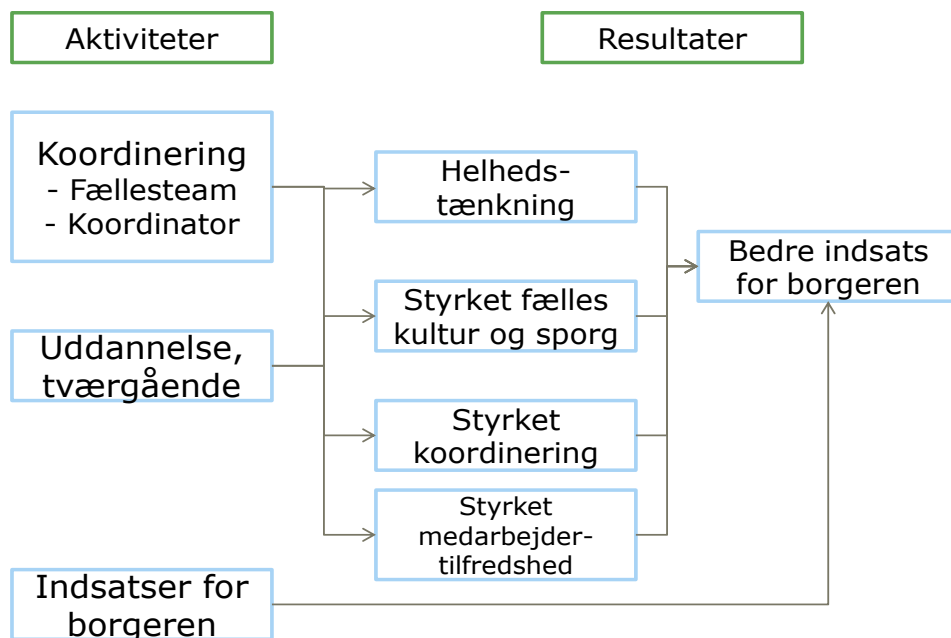 Aktiviteter
Resultater
Koordinering
- Fællesteam
- Koordinator
Uddannelse,
tværgående
Indsatser for
borgeren
Helheds-
tænkning
Styrket fælles
kultur og sporg
Styrket
koordinering
Styrket
medarbejder-
tilfredshed
Bedre indsats
for borgeren